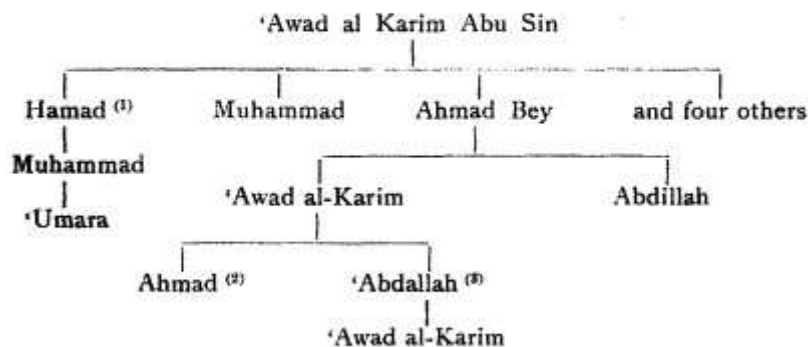 ‘Awad al Karim Abu Sin
Hamad (1) Muhammad Ahmad Bey and four others
Muhammad
‘Awad al-Karim Abdillah
‘Umara
Ahmad (2) ‘Abdallah (3)
‘Awad al-Karim